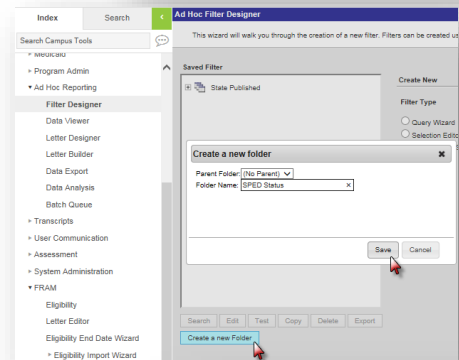 Index
Search
Search Campus Tools
Medicaid
Program Admin
Ad Hoc Reporting
Filter Designer
Data Viewer
Letter Designer
Letter Builder
Data Export
Data Analysis
Batch Queue
Transcripts
User Communication
Assessment
System Administration
FRAM
Eligibility
Letter Editor
Eligibility End Date Wizard
Eligibility Import Wizard
Ad Hoc Filter Designer
This wizard will walk you through the creation of a new filter. Filters can be created us
Saved Filter
State Published
Create New
Filter Type
Query Wizard
Selection Edito
Create a new folder
Parent Folder: (No Parent)
Folder Name: SPED Status
Save Cancel
Search Edit Test Copy Delete Export
Create a new Folder